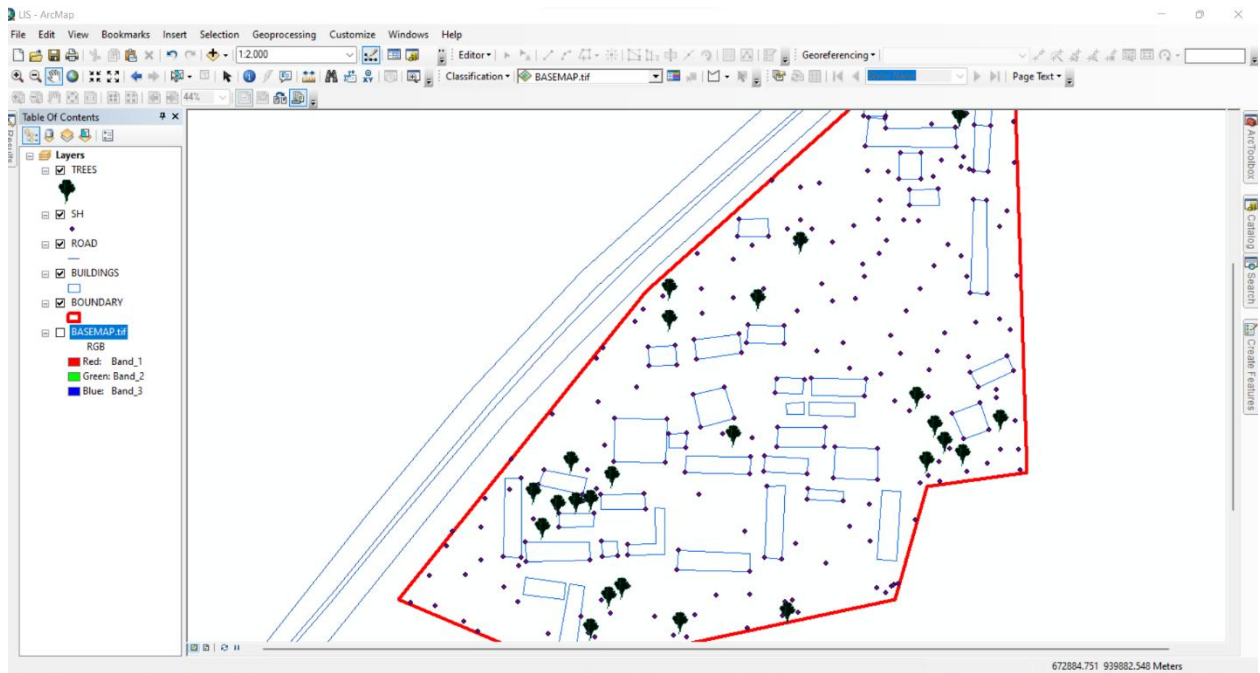 LIS - ArcMap
File Edit View Bookmarks Insert Selection Geoprocessing Customize Windows Help
1:2,000 Editor Georeferencing
Classification BASEMAP.tif Page Text
44%
Table Of Contents
Layers
TREES
SH
ROAD
BUILDINGS
BOUNDARY
BASEMAP.tif
RGB
Red: Band_1
Green: Band_2
Blue: Band_3
ArcToolbox
Catalog
Search
Create Features
672884.751 939882.548 Meters